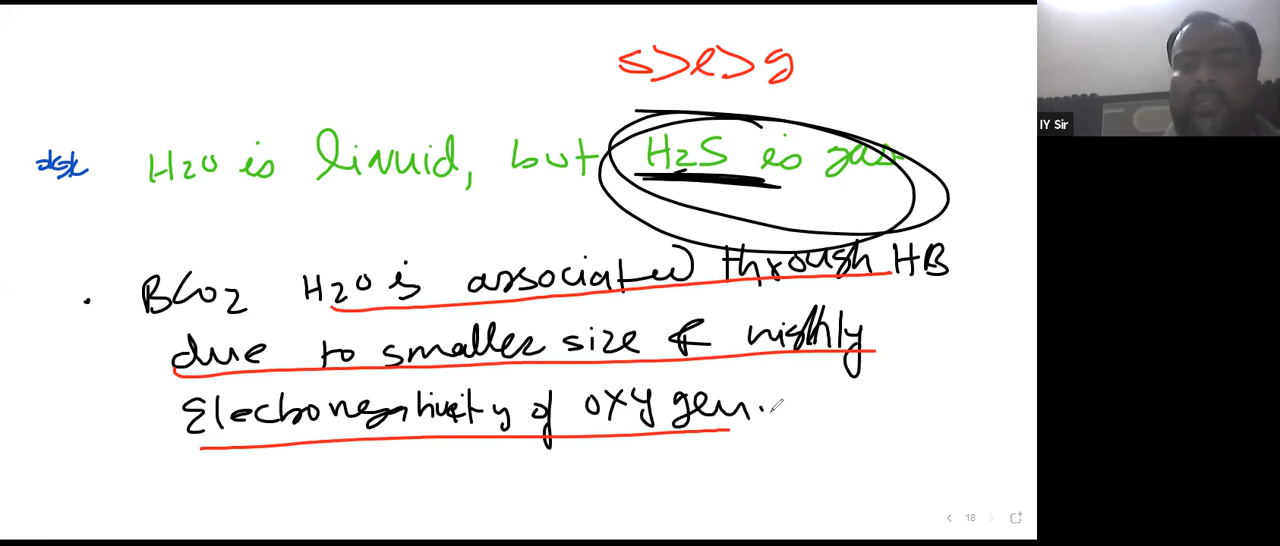 s>l>g
IY Sir
H2O is liquid, but H2S is gas
BCoz H2O is associated through HB
due to smaller size & highly
Electronegativity of oxygen.
18